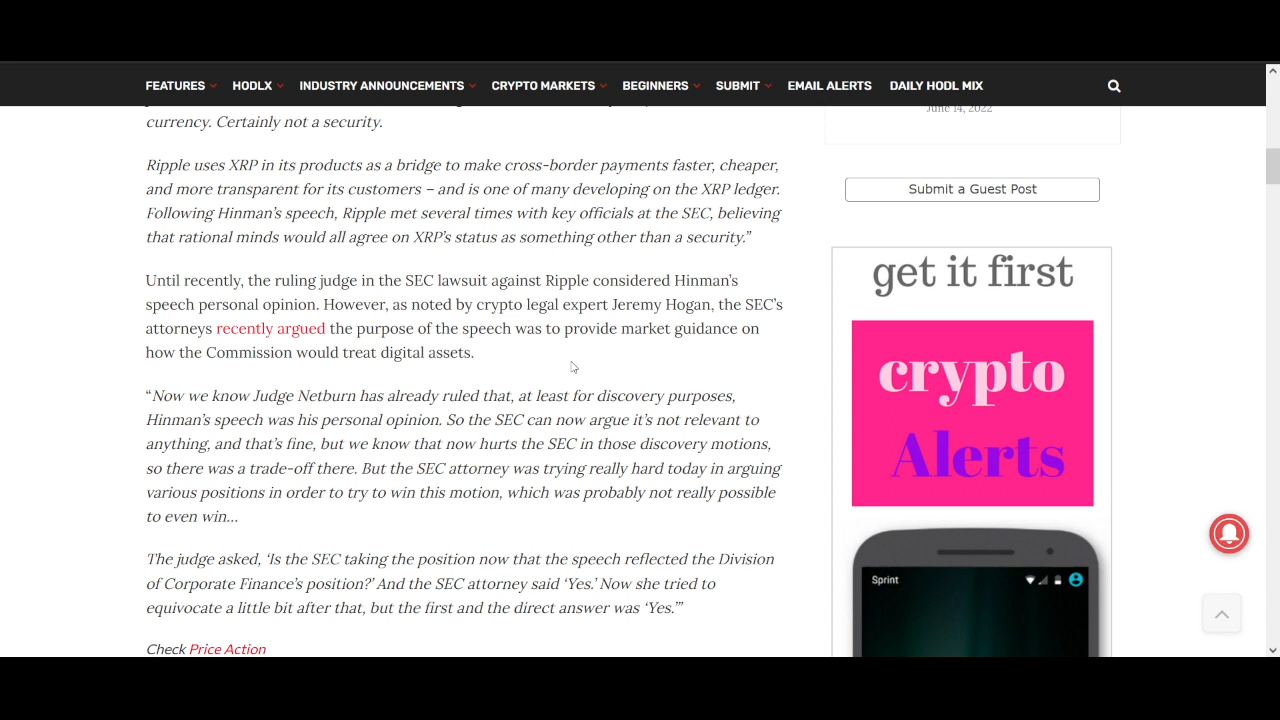 FEATURES HODLX INDUSTRY ANNOUNCEMENTS CRYPTO MARKETS BEGINNERS SUBMIT EMAIL ALERTS DAILY HODL MIX
currency. Certainly not a security.
Ripple uses XRP in its products as a bridge to make cross-border payments faster, cheaper,
and more transparent for its customers – and is one of many developing on the XRP ledger.
Following Hinman’s speech, Ripple met several times with key officials at the SEC, believing
that rational minds would all agree on XRP’s status as something other than a security.”
Until recently, the ruling judge in the SEC lawsuit against Ripple considered Hinman’s
speech personal opinion. However, as noted by crypto legal expert Jeremy Hogan, the SEC’s
attorneys recently argued the purpose of the speech was to provide market guidance on
how the Commission would treat digital assets.
“Now we know Judge Netburn has already ruled that, at least for discovery purposes,
Hinman’s speech was his personal opinion. So the SEC can now argue it’s not relevant to
anything, and that’s fine, but we know that now hurts the SEC in those discovery motions,
so there was a trade-off there. But the SEC attorney was trying really hard today in arguing
various positions in order to try to win this motion, which was probably not really possible
to even win…
The judge asked, ‘Is the SEC taking the position now that the speech reflected the Division
of Corporate Finance’s position?’ And the SEC attorney said ‘Yes.’ Now she tried to
equivocate a little bit after that, but the first and the direct answer was ‘Yes.’”
Check Price Action
June 14, 2022
Submit a Guest Post
get it first
crypto
Alerts
Sprint